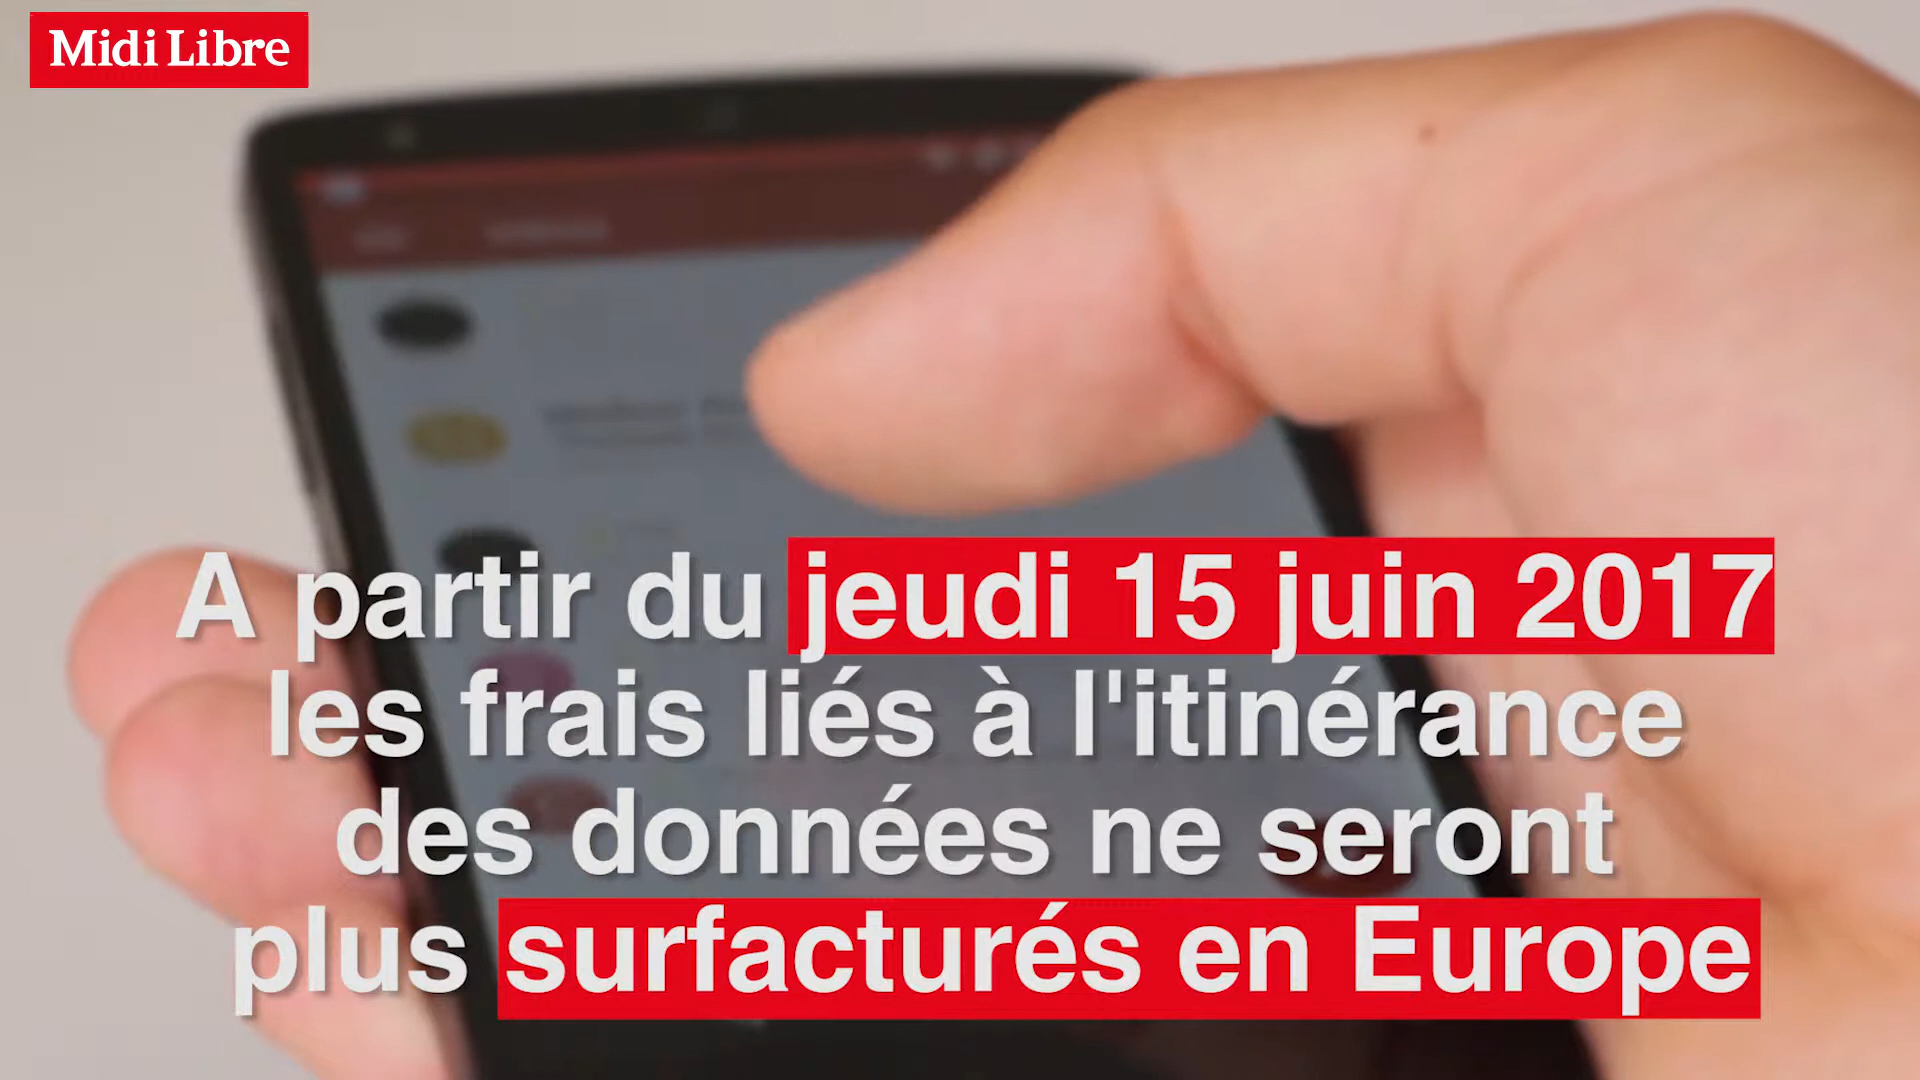 Midi Libre
A partir du jeudi 15 juin 2017
les frais liés à l'itinérance
des données ne seront
plus surfacturés en Europe